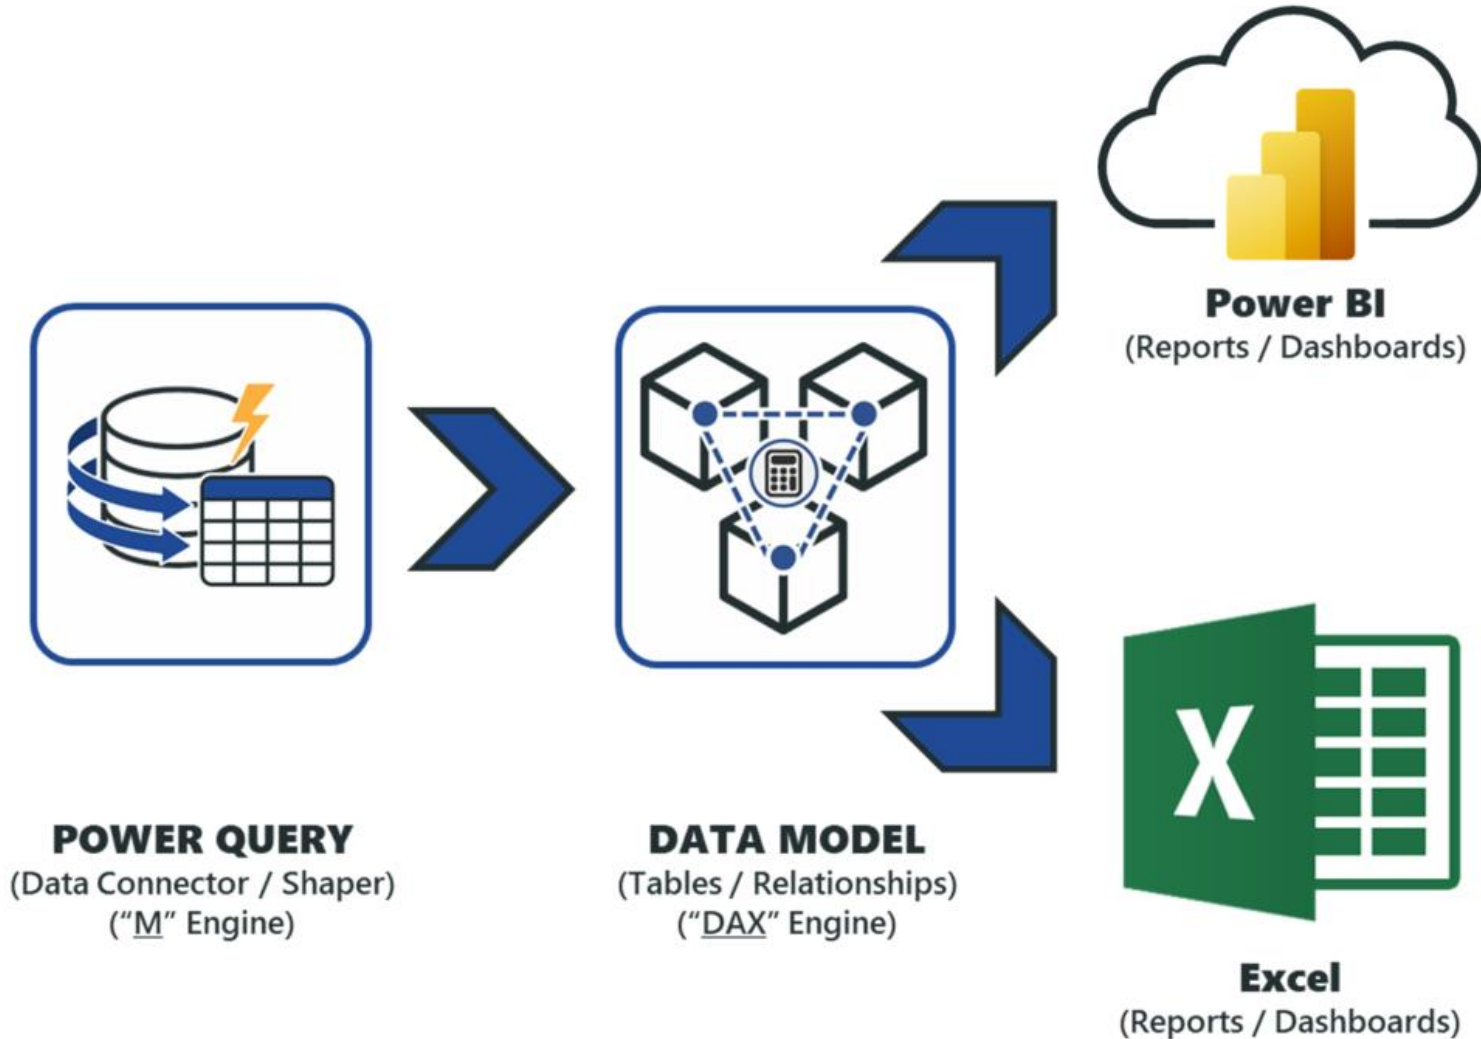 POWER QUERY
(Data Connector / Shaper)
("M" Engine)
DATA MODEL
(Tables / Relationships)
("DAX" Engine)
Power BI
(Reports / Dashboards)
X
Excel
(Reports / Dashboards)